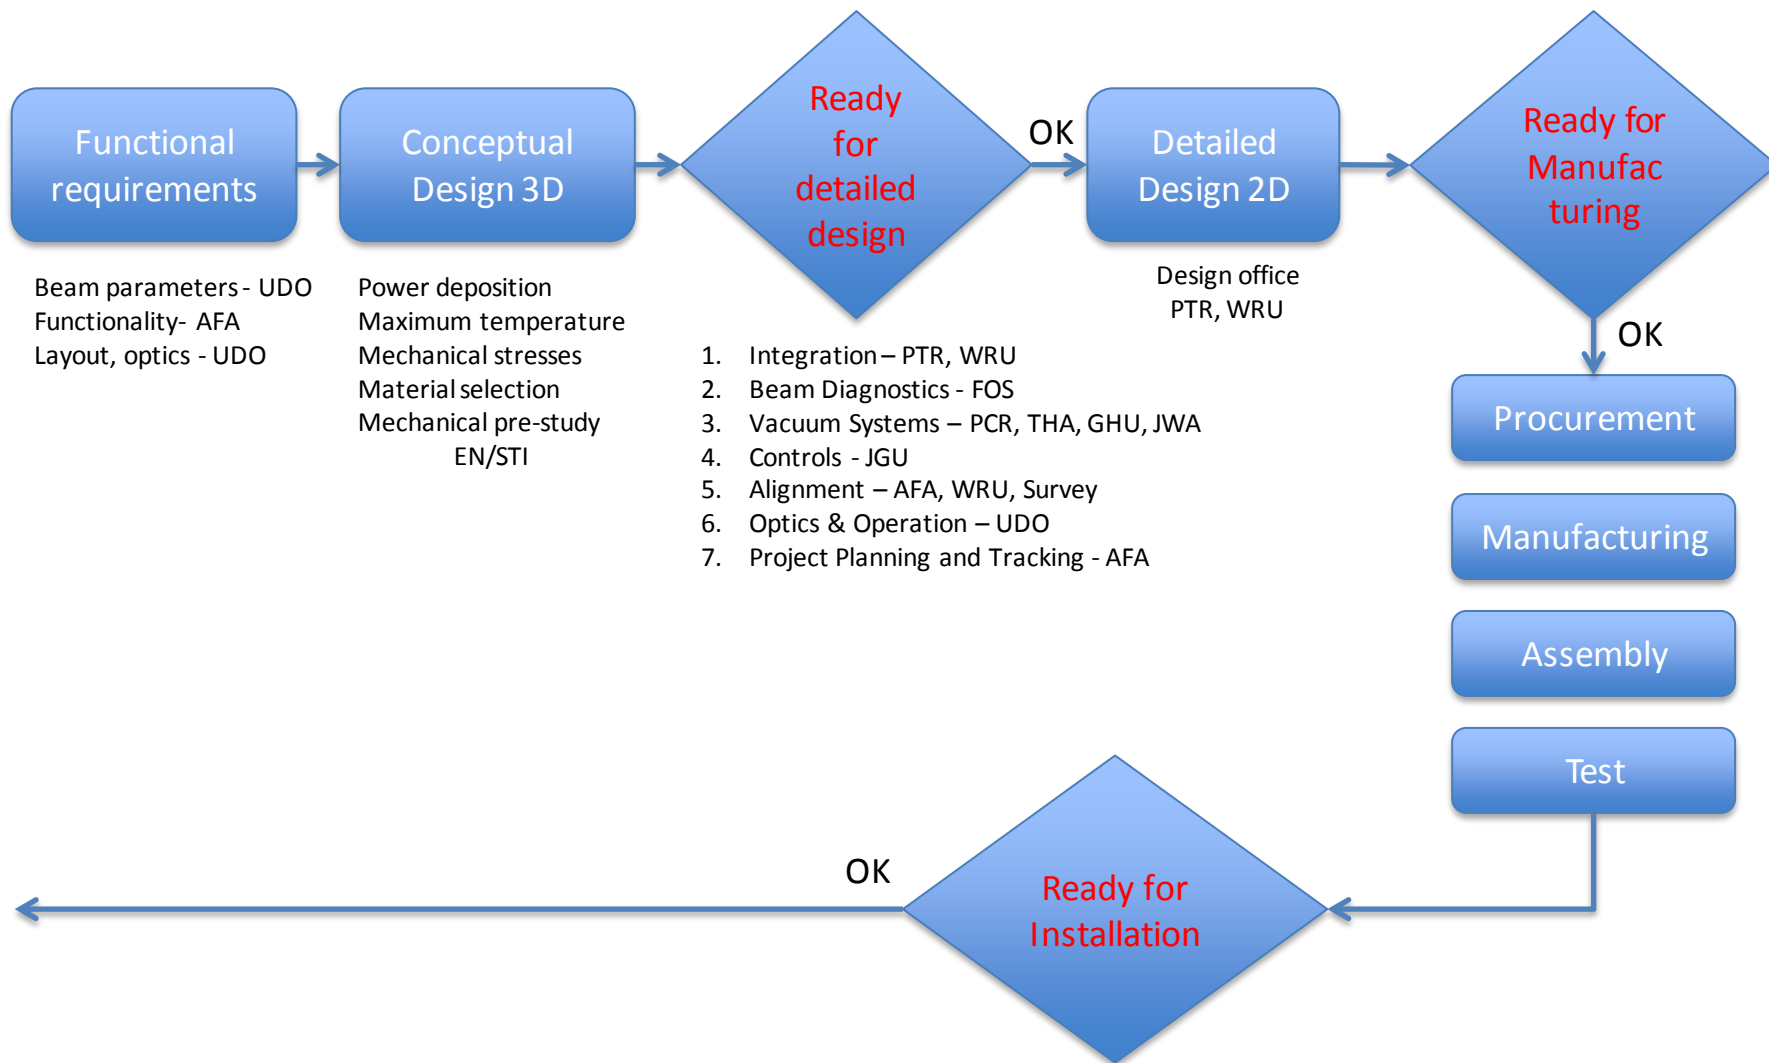 Functional
requirements
Conceptual
Design 3D
Ready
for
detailed
design
OK
Detailed
Design 2D
Ready for
Manufac
turing
Beam parameters - UDO
Functionality- AFA
Layout, optics - UDO
Power deposition
Maximum temperature
Mechanical stresses
Material selection
Mechanical pre-study
EN/STI
1. Integration – PTR, WRU
2. Beam Diagnostics - FOS
3. Vacuum Systems – PCR, THA, GHU, JWA
4. Controls - JGU
5. Alignment – AFA, WRU, Survey
6. Optics & Operation – UDO
7. Project Planning and Tracking - AFA
Design office
PTR, WRU
OK
Procurement
Manufacturing
Assembly
Test
Ready for
Installation
OK